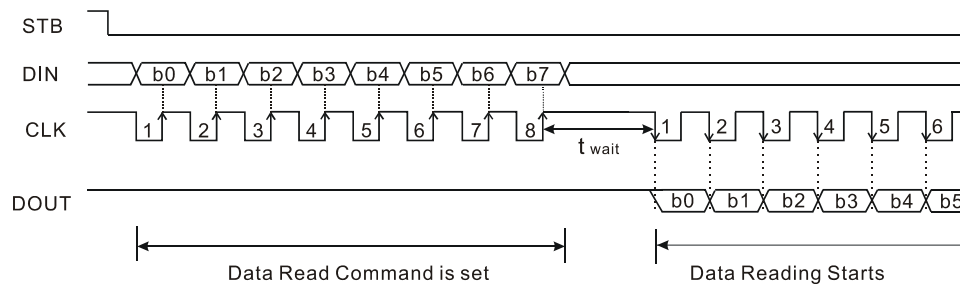 STB
DIN b0 b1 b2 b3 b4 b5 b6 b7
CLK 1 2 3 4 5 6 7 8 1 2 3 4 5 6
t wait
DOUT b0 b1 b2 b3 b4 b5
Data Read Command is set Data Reading Starts